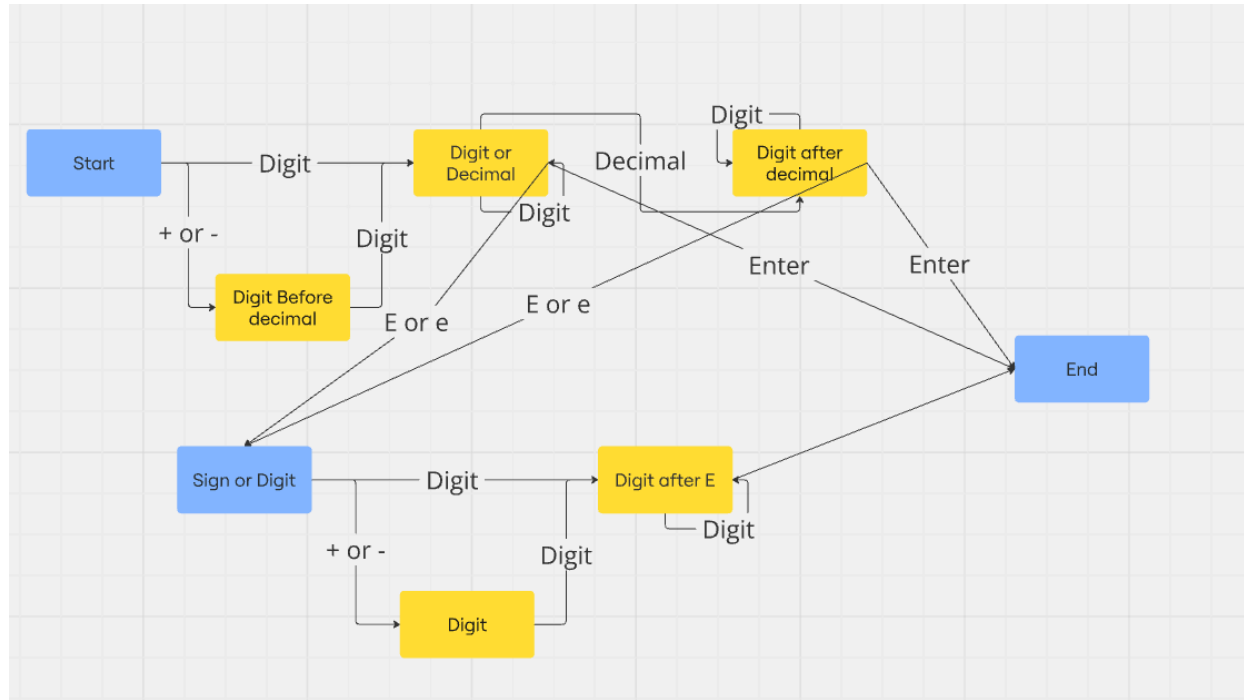 Start
Digit
Digit or
Decimal
Decimal
Digit
Digit after
decimal
Digit
+ or -
Digit
Digit Before
decimal
E or e
E or e
Enter
Enter
End
Sign or Digit
Digit
Digit after E
Digit
+ or -
Digit
Digit